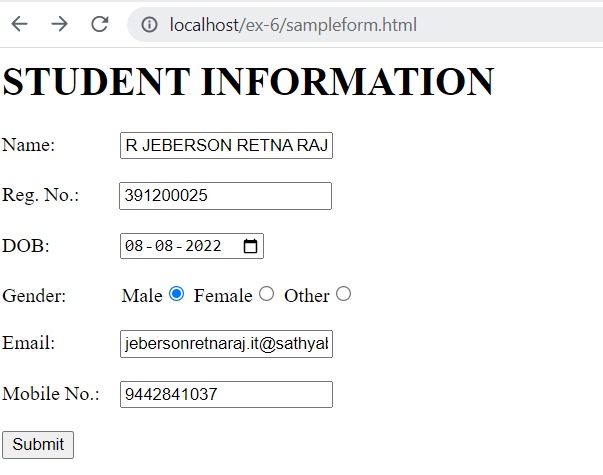 localhost/ex-6/sampleform.html
STUDENT INFORMATION
Name: R JEBERSON RETNA RAJ
Reg. No.: 391200025
DOB: 08-08-2022
Gender: Male Female Other
Email: jebersonretnaraj.it@sathyab
Mobile No.: 9442841037
Submit